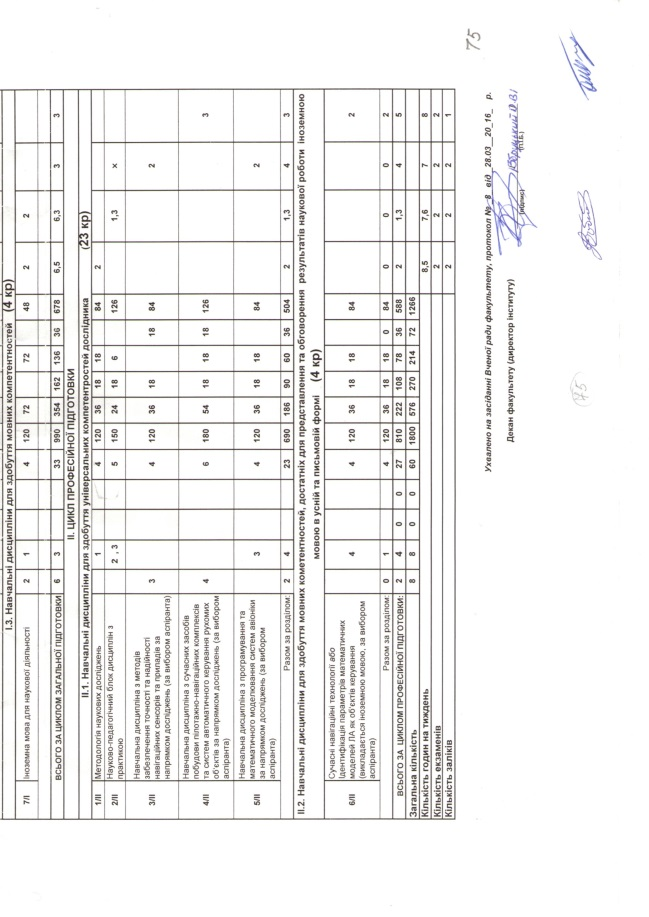 75
І.3. Навчальні дисципліни для здобуття мовних компетентностей (4 кр)
7/І Іноземна мова для наукової діяльності 2 1 4 120 72 72 48 2 2
ВСЬОГО ЗА ЦИКЛОМ ЗАГАЛЬНОЇ ПІДГОТОВКИ 6 3 33 990 354 162 136 36 678 6,5 6,3 3 3
ІІ. ЦИКЛ ПРОФЕСІЙНОЇ ПІДГОТОВКИ
ІІ.1. Навчальні дисципліни для здобуття універсальних компетентностей дослідника (23 кр)
1/ІІ Методологія наукових досліджень 1 4 120 36 18 18 84 2
2/ІІ Науково-педагогічний блок дисциплін з
практикою 2 , 3 5 150 24 18 6 126 1,3 х
3/ІІ Навчальна дисципліна з методів
забезпечення точності та надійності
навігаційних сенсорів та приладів за
напрямком досліджень (за вибором аспіранта) 3 4 120 36 18 18 84 2
4/ІІ Навчальна дисципліна з сучасних засобів
побудови пілотажно-навігаційних комплексів
та систем автоматичного керування рухомих
об'єктів за напрямком досліджень (за вибором
аспіранта) 4 6 180 54 18 18 18 126 3
5/ІІ Навчальна дисципліна з програмування та
математичного моделювання систем авіоніки
за напрямком досліджень (за вибором
аспіранта) 3 4 120 36 18 18 84 2
Разом за розділом: 2 4 23 690 186 90 60 36 504 2 1,3 4 3
ІІ.2. Навчальні дисципліни для здобуття мовних кометентностей, достатніх для представлення та обговорення результатів наукової роботи іноземною
мовою в усній та письмовій формі (4 кр)
6/ІІ Сучасні навігаційні технології або
Ідентифікація параметрів математичних
моделей ЛА як об'єктів керування
(викладається іноземною мовою, за вибором
аспіранта) 4 4 120 36 18 18 84 2
Разом за розділом: 0 1 4 120 36 18 18 0 84 0 0 0 2
ВСЬОГО ЗА ЦИКЛОМ ПРОФЕСІЙНОЇ ПІДГОТОВКИ: 2 4 0 0 27 810 222 108 78 36 588 2 1,3 4 5
Загальна кількість 8 8 0 0 60 1800 576 270 214 72 1266
Кількість годин на тиждень 8,5 7,6 7 8
Кількість екзаменів 2 2 2 2
Кількість заліків 2 2 2 1
Ухвалено на засіданні Вченої ради факультету, протокол № 8 від 28.03 20_16_ р.
Декан факультету (директор інституту)
(підпис) (П.І.Б.)